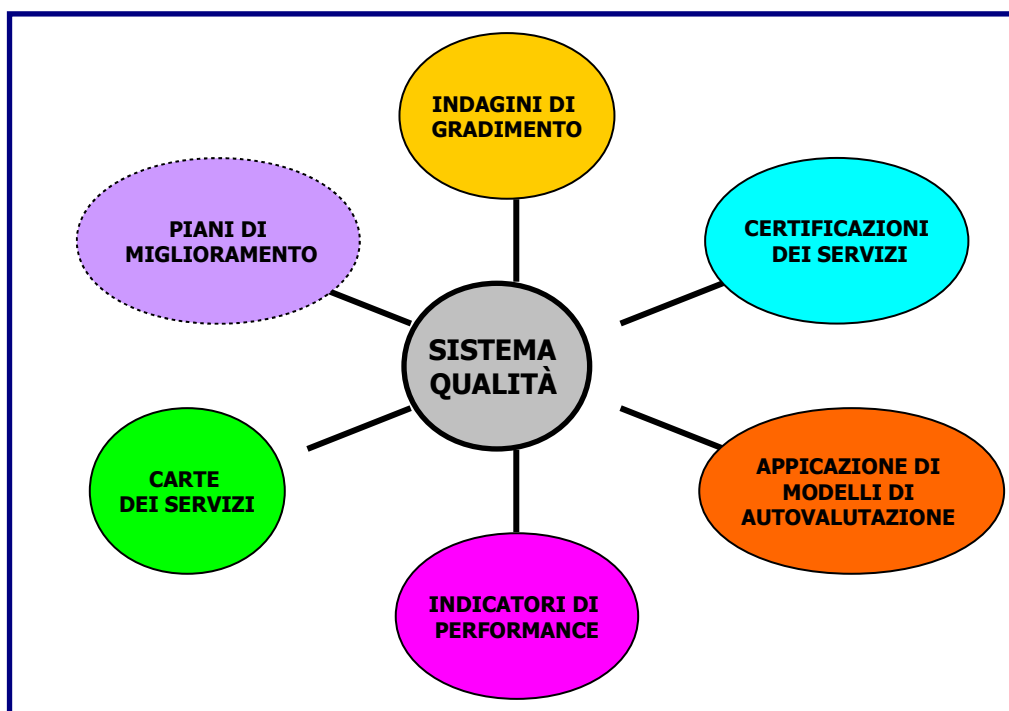 INDAGINI DI
GRADIMENTO
PIANI DI
MIGLIORAMENTO
CERTIFICAZIONI
DEI SERVIZI
SISTEMA
QUALITÀ
CARTE
DEI SERVIZI
APPICAZIONE DI
MODELLI DI
AUTOVALUTAZIONE
INDICATORI DI
PERFORMANCE